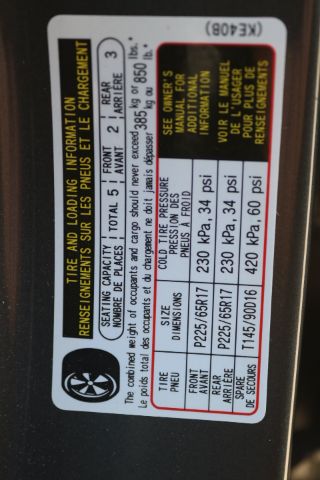 TIRE AND LOADING INFORMATION
RENSEIGNEMENTS SUR LES PNEUS ET LE CHARGEMENT
SEATING CAPACITY TOTAL 5 FRONT 2 REAR 3
NOMBRE DE PLACES AVANT ARRIÈRE
The combined weight of occupants and cargo should never exceed 385 kg or 850 lbs.
Le poids total des occupants et du chargement ne doit jamais dépasser kg ou lb.
TIRE SIZE COLD TIRE PRESSURE
PNEU DIMENSIONS PRESSION DES PNEUS À FROID
FRONT P225/65R17 230 kPa, 34 psi
AVANT
REAR P225/65R17 230 kPa, 34 psi
ARRIÈRE
SPARE T145/90D16 420 kPa, 60 psi
DE SECOURS
SEE OWNER'S
MANUAL FOR
ADDITIONAL
INFORMATION
VOIR LE MANUEL
DE L'USAGER
POUR PLUS DE
RENSEIGNEMENTS
(KE40B)